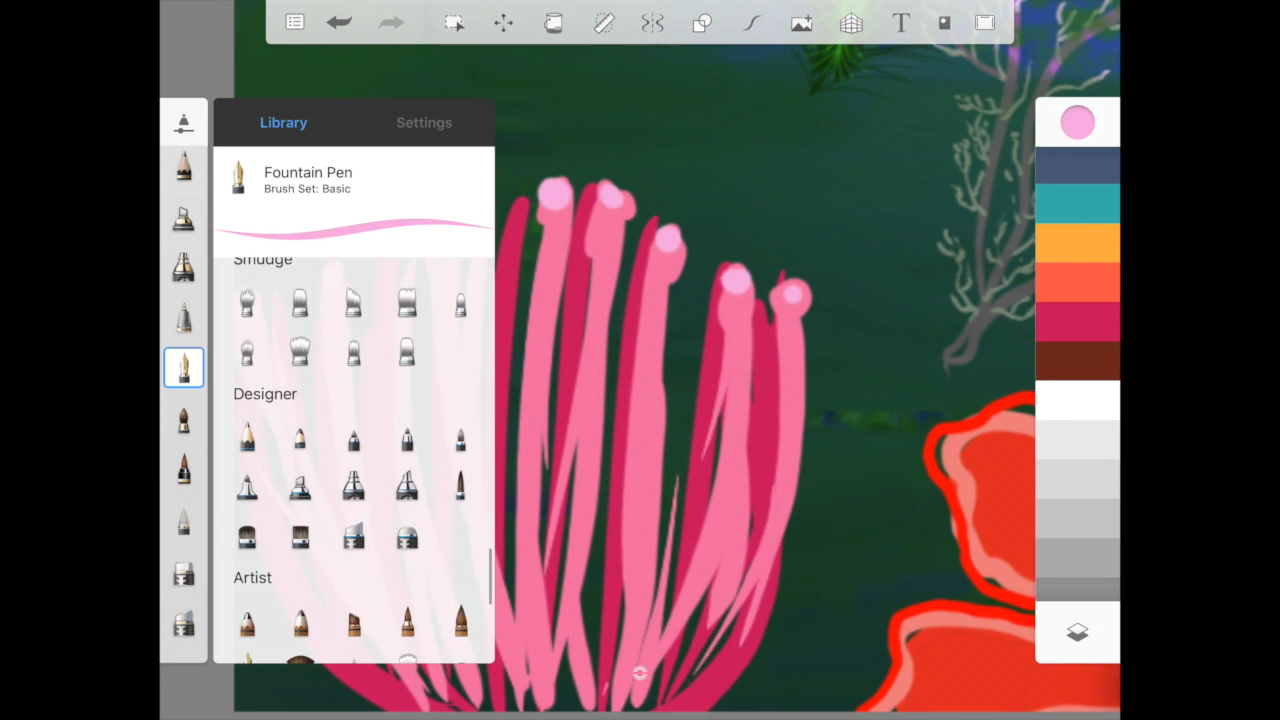 T
Library Settings
Fountain Pen
Brush Set: Basic
Smudge
Designer
Artist